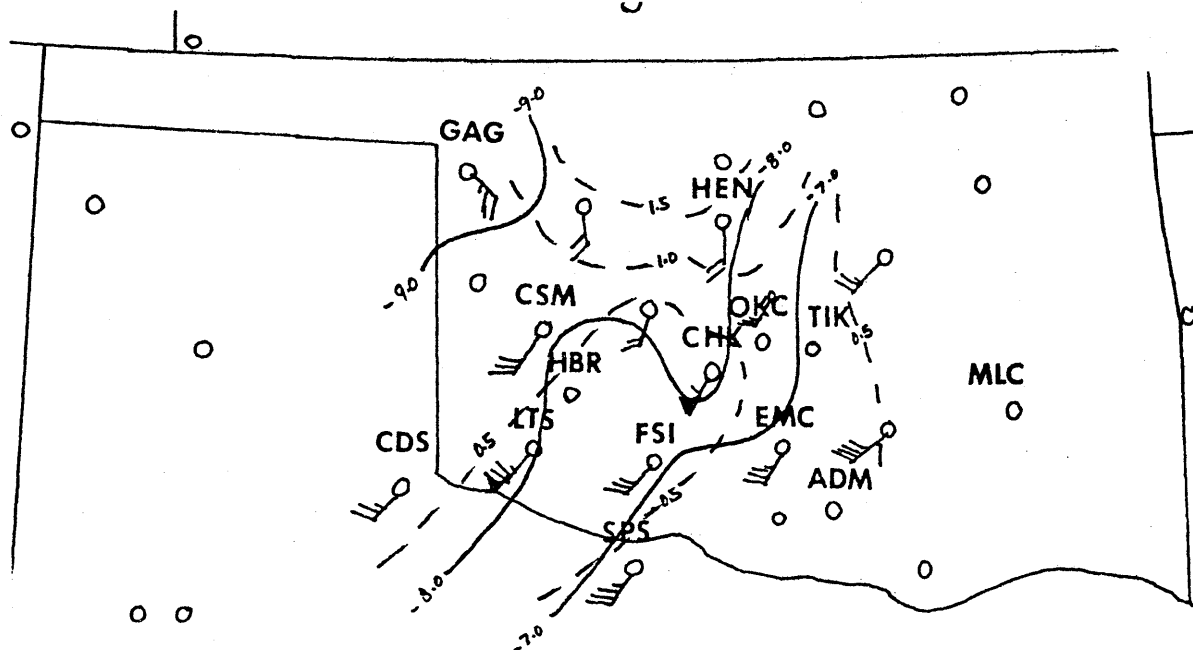 -9.0
GAG
-8.0
HEN
-7.0
1.5
1.0
-9.0
CSM
OKC
TIK
CHK
0.5
HBR
MLC
LTS
EMC
FSI
CDS
0.5
ADM
0.5
SPS
-8.0
-7.0